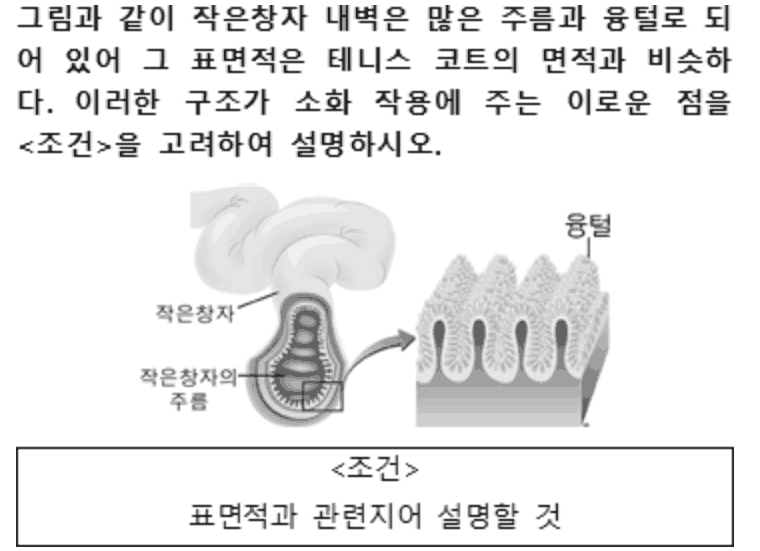 그림과 같이 작은창자 내벽은 많은 주름과 융털로 되
어 있어 그 표면적은 테니스 코트의 면적과 비슷하
다. 이러한 구조가 소화 작용에 주는 이로운 점을
<조건>을 고려하여 설명하시오.
융털
작은창자
작은창자의
주름
<조건>
표면적과 관련지어 설명할 것